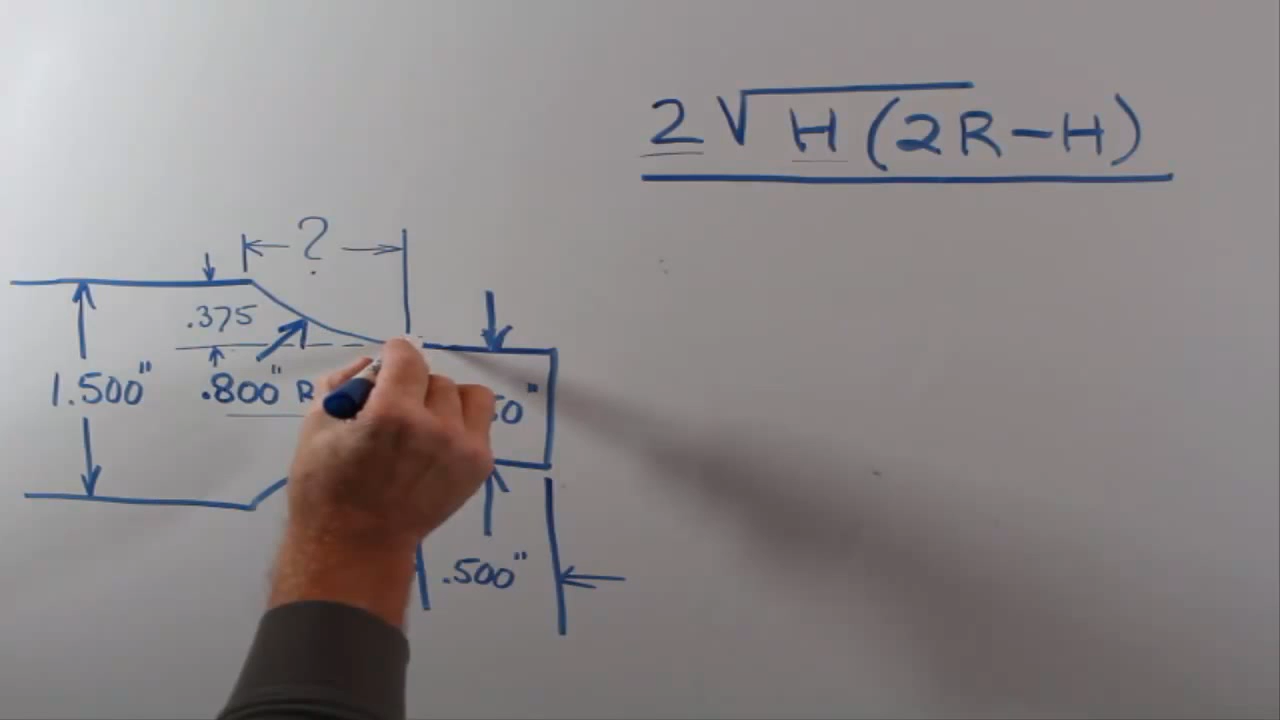 2√H(2R-H)
?
.375
1.500"
.800" R
.500"